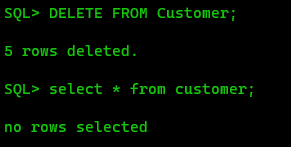 SQL> DELETE FROM Customer;
5 rows deleted.
SQL> select * from customer;
no rows selected